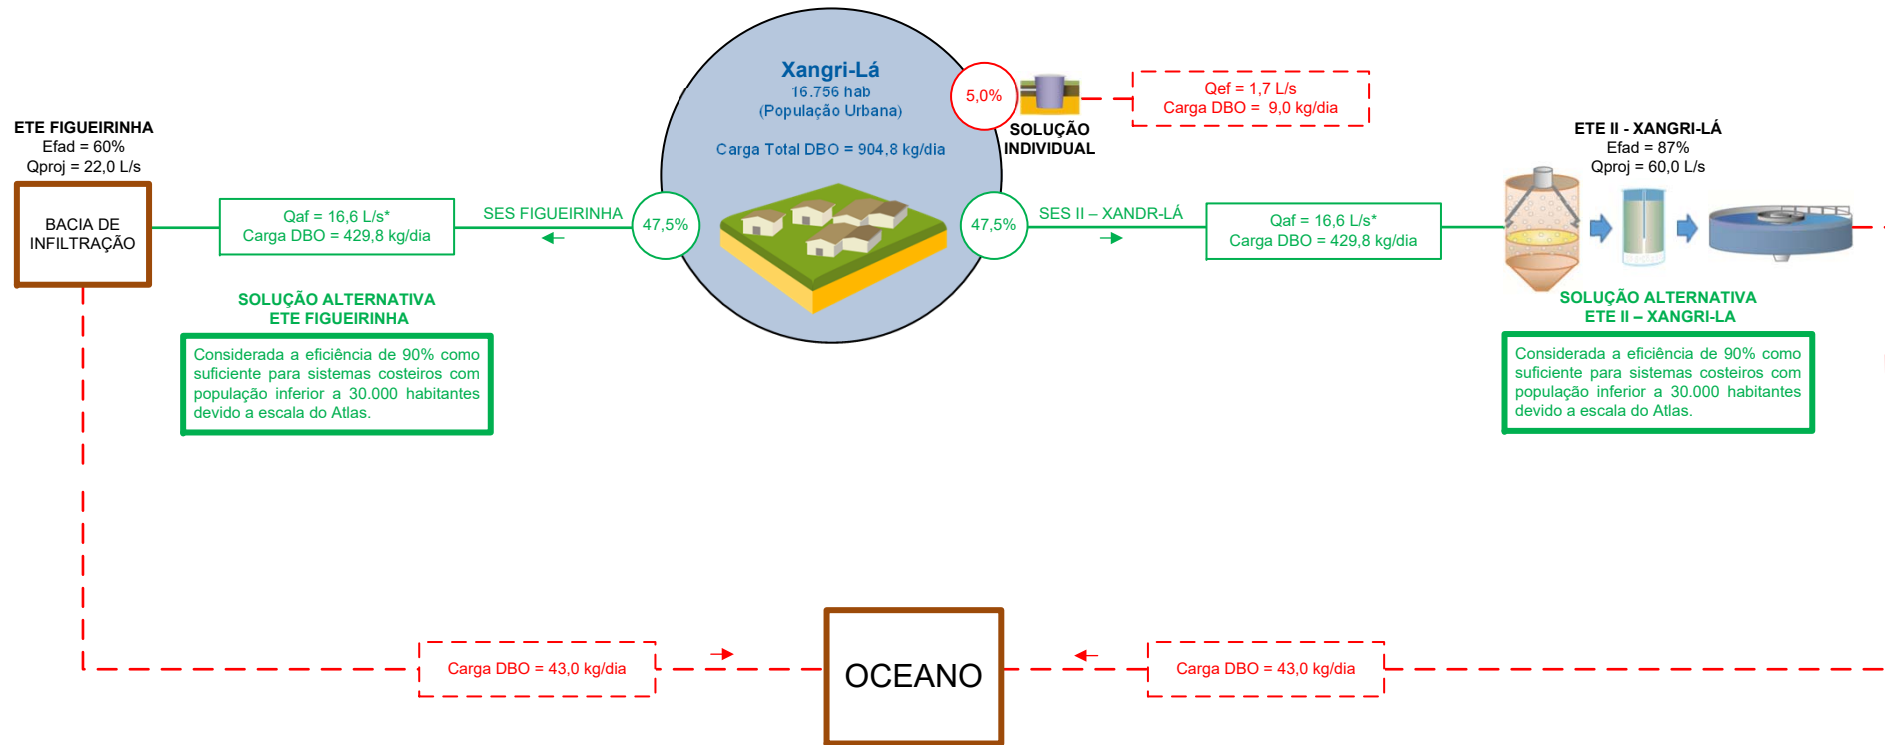 Xangri-Lá
16.756 hab
(População Urbana)
Carga Total DBO = 904,8 kg/dia
5,0%
SOLUÇÃO
INDIVIDUAL
Qef = 1,7 L/s
Carga DBO =  9,0 kg/dia
ETE FIGUEIRINHA
Efad = 60%
Qproj = 22,0 L/s
BACIA DE
INFILTRAÇÃO
Qaf = 16,6 L/s*
Carga DBO = 429,8 kg/dia
SES FIGUEIRINHA
47,5%
47,5%
SES II – XANDR-LÁ
Qaf = 16,6 L/s*
Carga DBO = 429,8 kg/dia
ETE II - XANGRI-LÁ
Efad = 87%
Qproj = 60,0 L/s
SOLUÇÃO ALTERNATIVA
ETE FIGUEIRINHA
Considerada a eficiência de 90% como
suficiente para sistemas costeiros com
população inferior a 30.000 habitantes
devido a escala do Atlas.
SOLUÇÃO ALTERNATIVA
ETE II – XANGRI-LA
Considerada a eficiência de 90% como
suficiente para sistemas costeiros com
população inferior a 30.000 habitantes
devido a escala do Atlas.
Carga DBO = 43,0 kg/dia
OCEANO
Carga DBO = 43,0 kg/dia